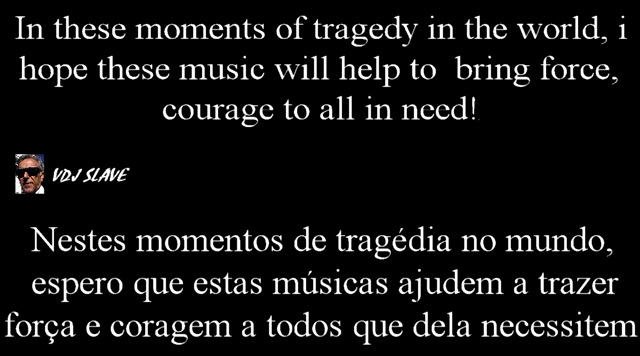 In these moments of tragedy in the world, i
hope these music will help to bring force,
courage to all in need!
VDJ SLAVE
Nestes momentos de tragédia no mundo,
espero que estas músicas ajudem a trazer
força e coragem a todos que dela necessitem